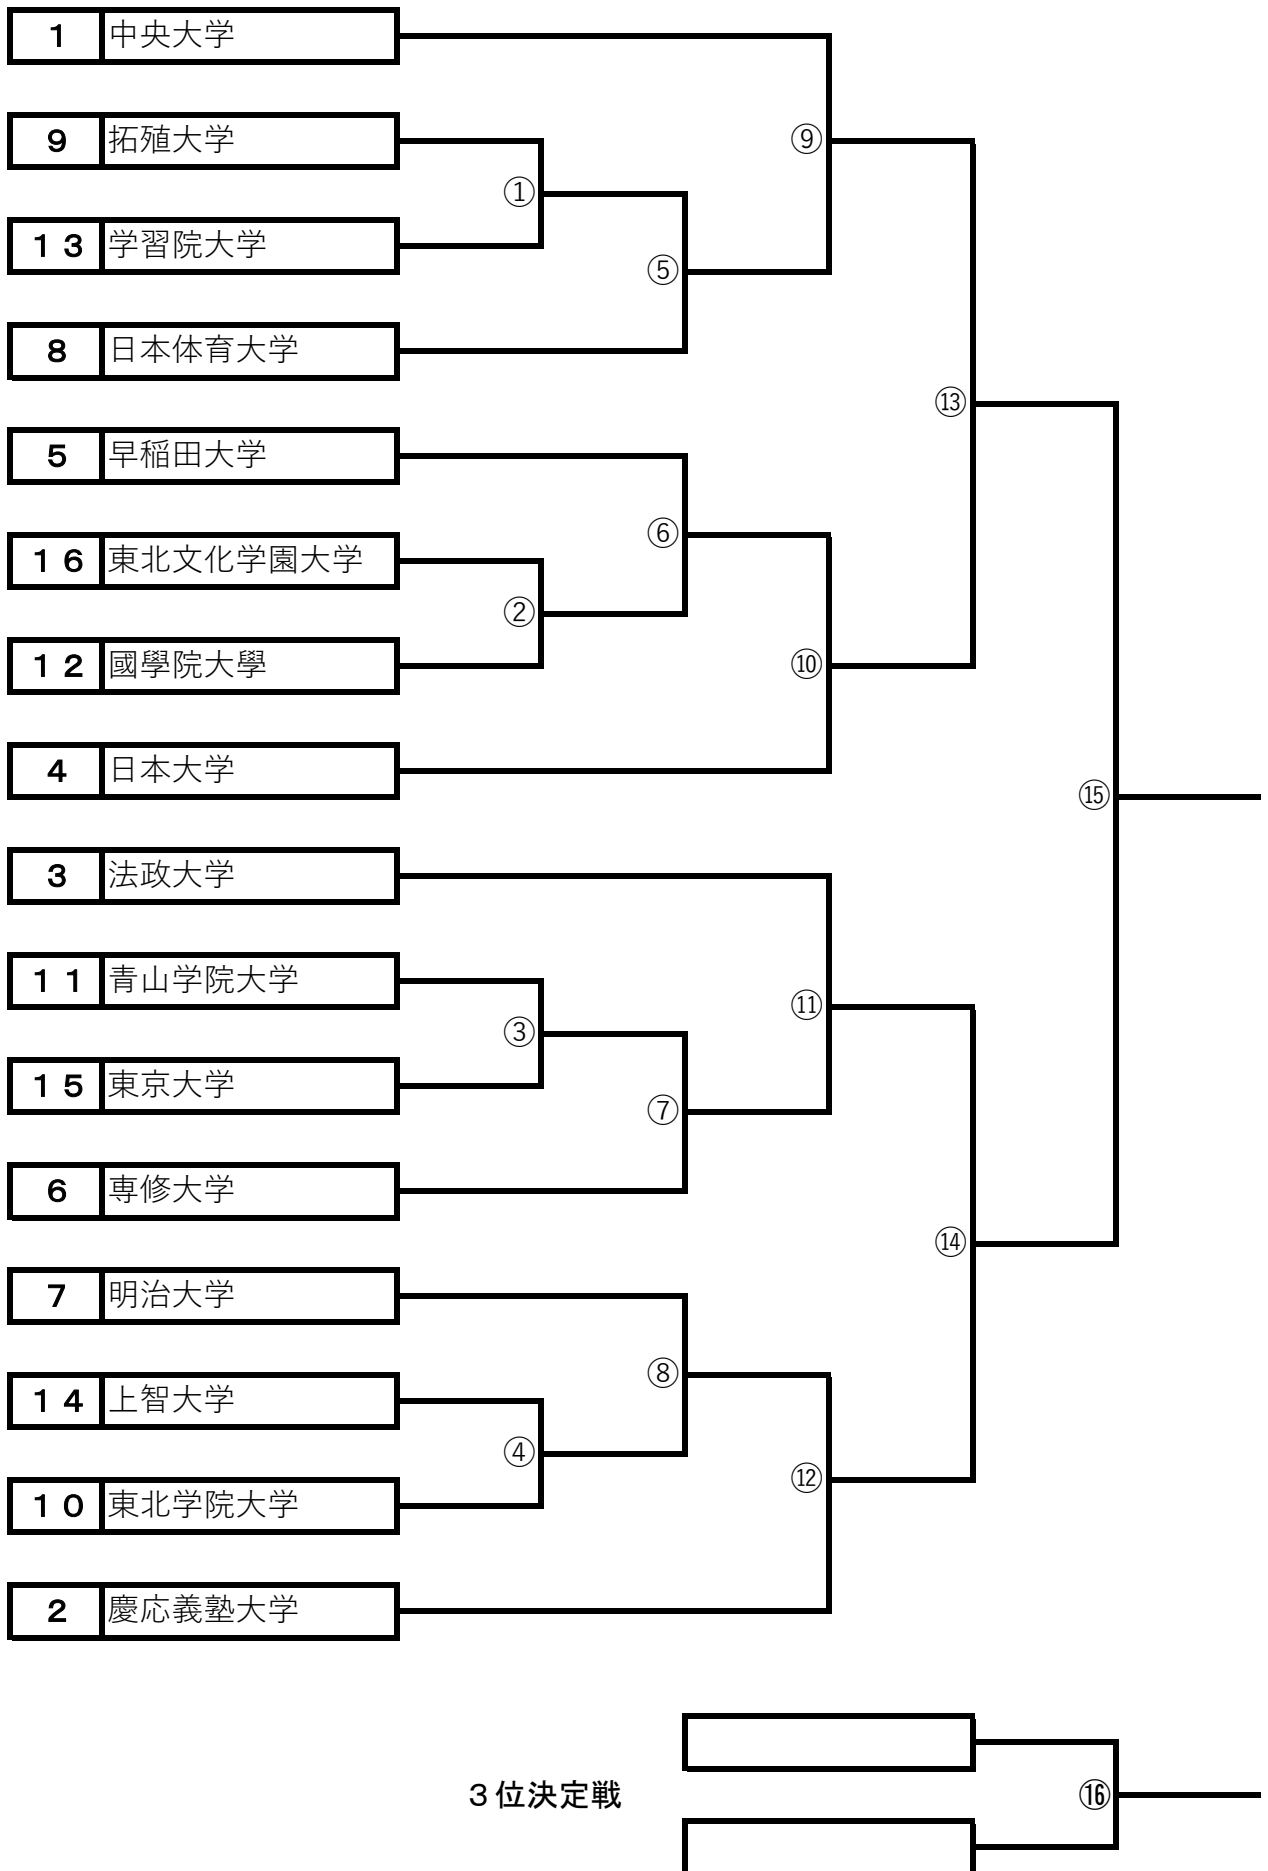 1 中央大学
9 拓殖大学
⑨
①
13 学習院大学
⑤
8 日本体育大学
⑬
5 早稲田大学
⑥
16 東北文化学園大学
②
12 國學院大學
⑩
4 日本大学
⑮
3 法政大学
11 青山学院大学
⑪
③
15 東京大学
⑦
6 専修大学
⑭
7 明治大学
⑧
14 上智大学
④
⑫
10 東北学院大学
2 慶応義塾大学
3位決定戦
⑯